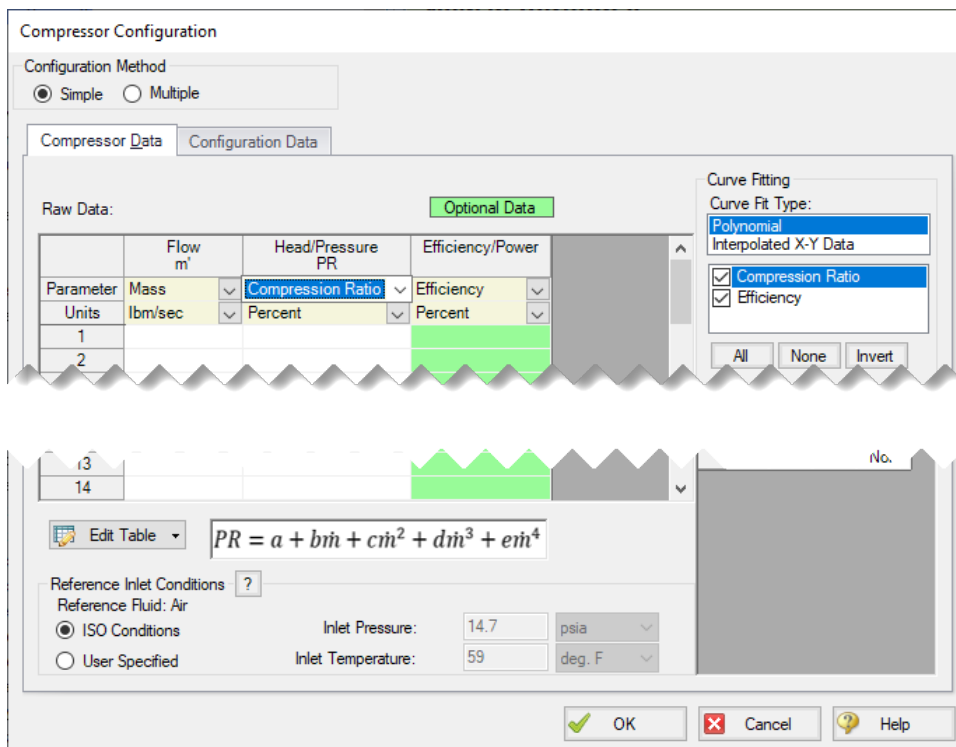 Compressor Configuration
Configuration Method
Simple Multiple
Compressor Data Configuration Data
Raw Data: Optional Data
Flow Head/Pressure Efficiency/Power
m' PR
Parameter Mass Compression Ratio Efficiency
Units lbm/sec Percent Percent
1
2
Curve Fitting
Curve Fit Type:
Polynomial
Interpolated X-Y Data
Compression Ratio
Efficiency
All None Invert
13
14
No.
Edit Table PR = a + bṁ + cṁ² + dṁ³ + eṁ⁴
Reference Inlet Conditions ?
Reference Fluid: Air
ISO Conditions Inlet Pressure: 14.7 psia
User Specified Inlet Temperature: 59 deg. F
OK Cancel Help